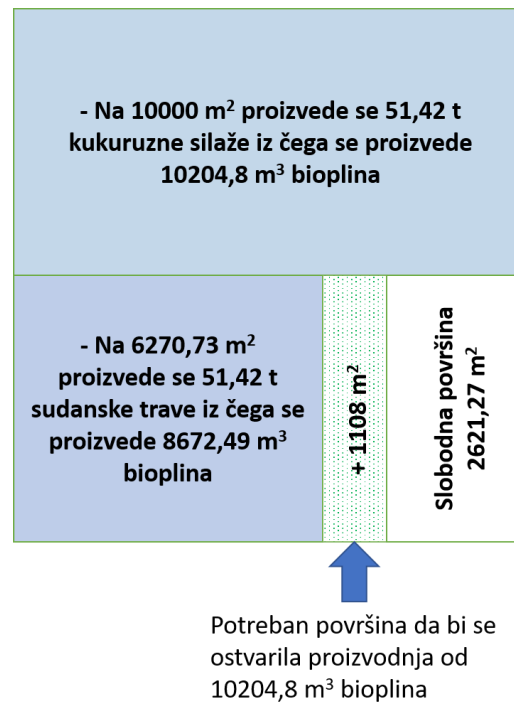 - Na 10000 m² proizvede se 51,42 t
kukuruzne silaže iz čega se proizvede
10204,8 m³ bioplina
- Na 6270,73 m²
proizvede se 51,42 t
sudanske trave iz čega se
proizvede 8672,49 m³
bioplina
+ 1108 m²
Slobodna površina
2621,27 m²
Potreban površina da bi se
ostvarila proizvodnja od
10204,8 m³ bioplina